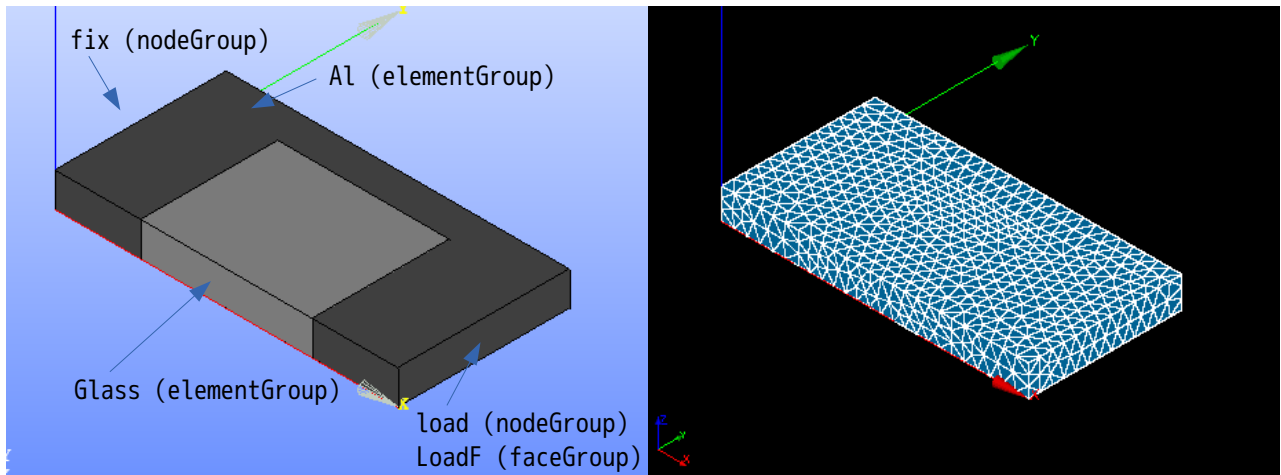 fix (nodeGroup)
Al (elementGroup)
Glass (elementGroup)
load (nodeGroup)
LoadF (faceGroup)
X
Y
Z
Y
X